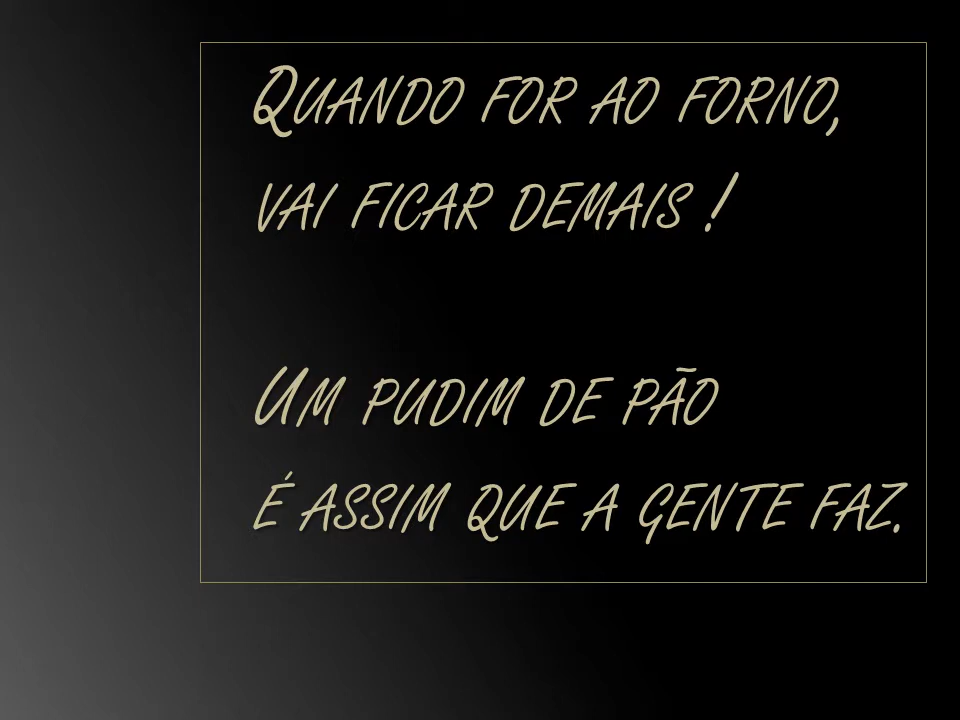 QUANDO FOR AO FORNO,
VAI FICAR DEMAIS !
UM PUDIM DE PÃO
É ASSIM QUE A GENTE FAZ.